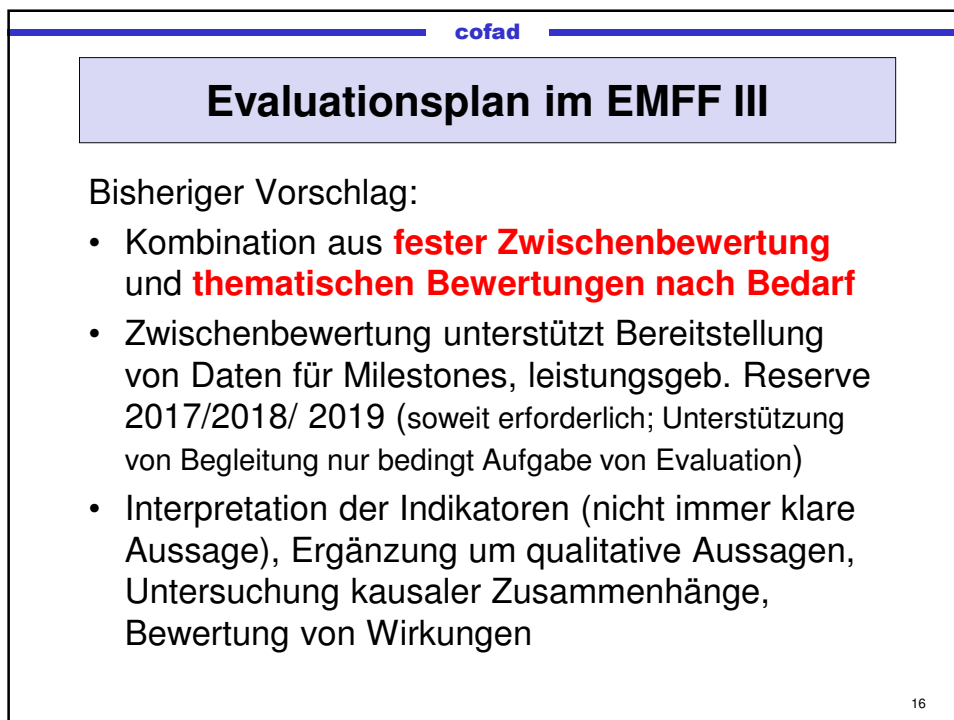 cofad
Evaluationsplan im EMFF III
Bisheriger Vorschlag:
• Kombination aus fester Zwischenbewertung
und thematischen Bewertungen nach Bedarf
• Zwischenbewertung unterstützt Bereitstellung
von Daten für Milestones, leistungsgeb. Reserve
2017/2018/ 2019 (soweit erforderlich; Unterstützung
von Begleitung nur bedingt Aufgabe von Evaluation)
• Interpretation der Indikatoren (nicht immer klare
Aussage), Ergänzung um qualitative Aussagen,
Untersuchung kausaler Zusammenhänge,
Bewertung von Wirkungen
16